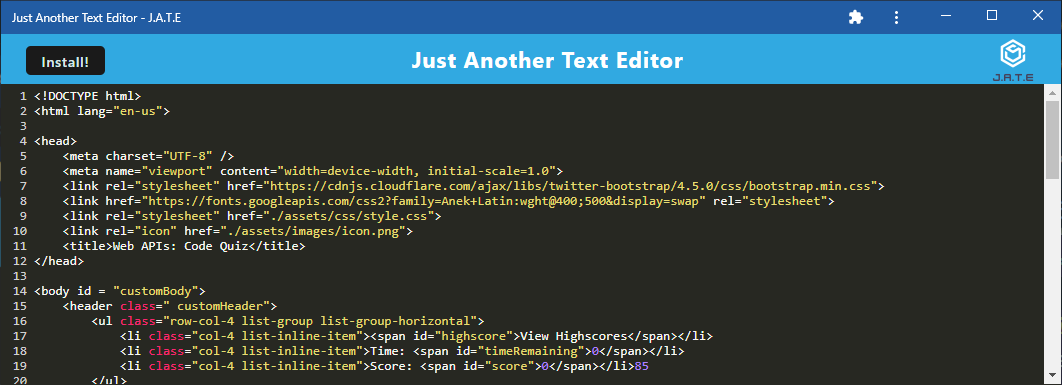 Just Another Text Editor - J.A.T.E
Install!
Just Another Text Editor
J.A.T.E
1 <!DOCTYPE html>
2 <html lang="en-us">
3
4 <head>
5     <meta charset="UTF-8" />
6     <meta name="viewport" content="width=device-width, initial-scale=1.0">
7     <link rel="stylesheet" href="https://cdnjs.cloudflare.com/ajax/libs/twitter-bootstrap/4.5.0/css/bootstrap.min.css">
8     <link href="https://fonts.googleapis.com/css2?family=Anek+Latin:wght@400;500&display=swap" rel="stylesheet">
9     <link rel="stylesheet" href="./assets/css/style.css">
10     <link rel="icon" href="./assets/images/icon.png">
11     <title>Web APIs: Code Quiz</title>
12 </head>
13
14 <body id = "customBody">
15     <header class=" customHeader">
16         <ul class="row-col-4 list-group list-group-horizontal">
17             <li class="col-4 list-inline-item"><span id="highscore">View Highscores</span></li>
18             <li class="col-4 list-inline-item">Time: <span id="timeRemaining">0</span></li>
19             <li class="col-4 list-inline-item">Score: <span id="score">0</span></li>85
20         </ul>